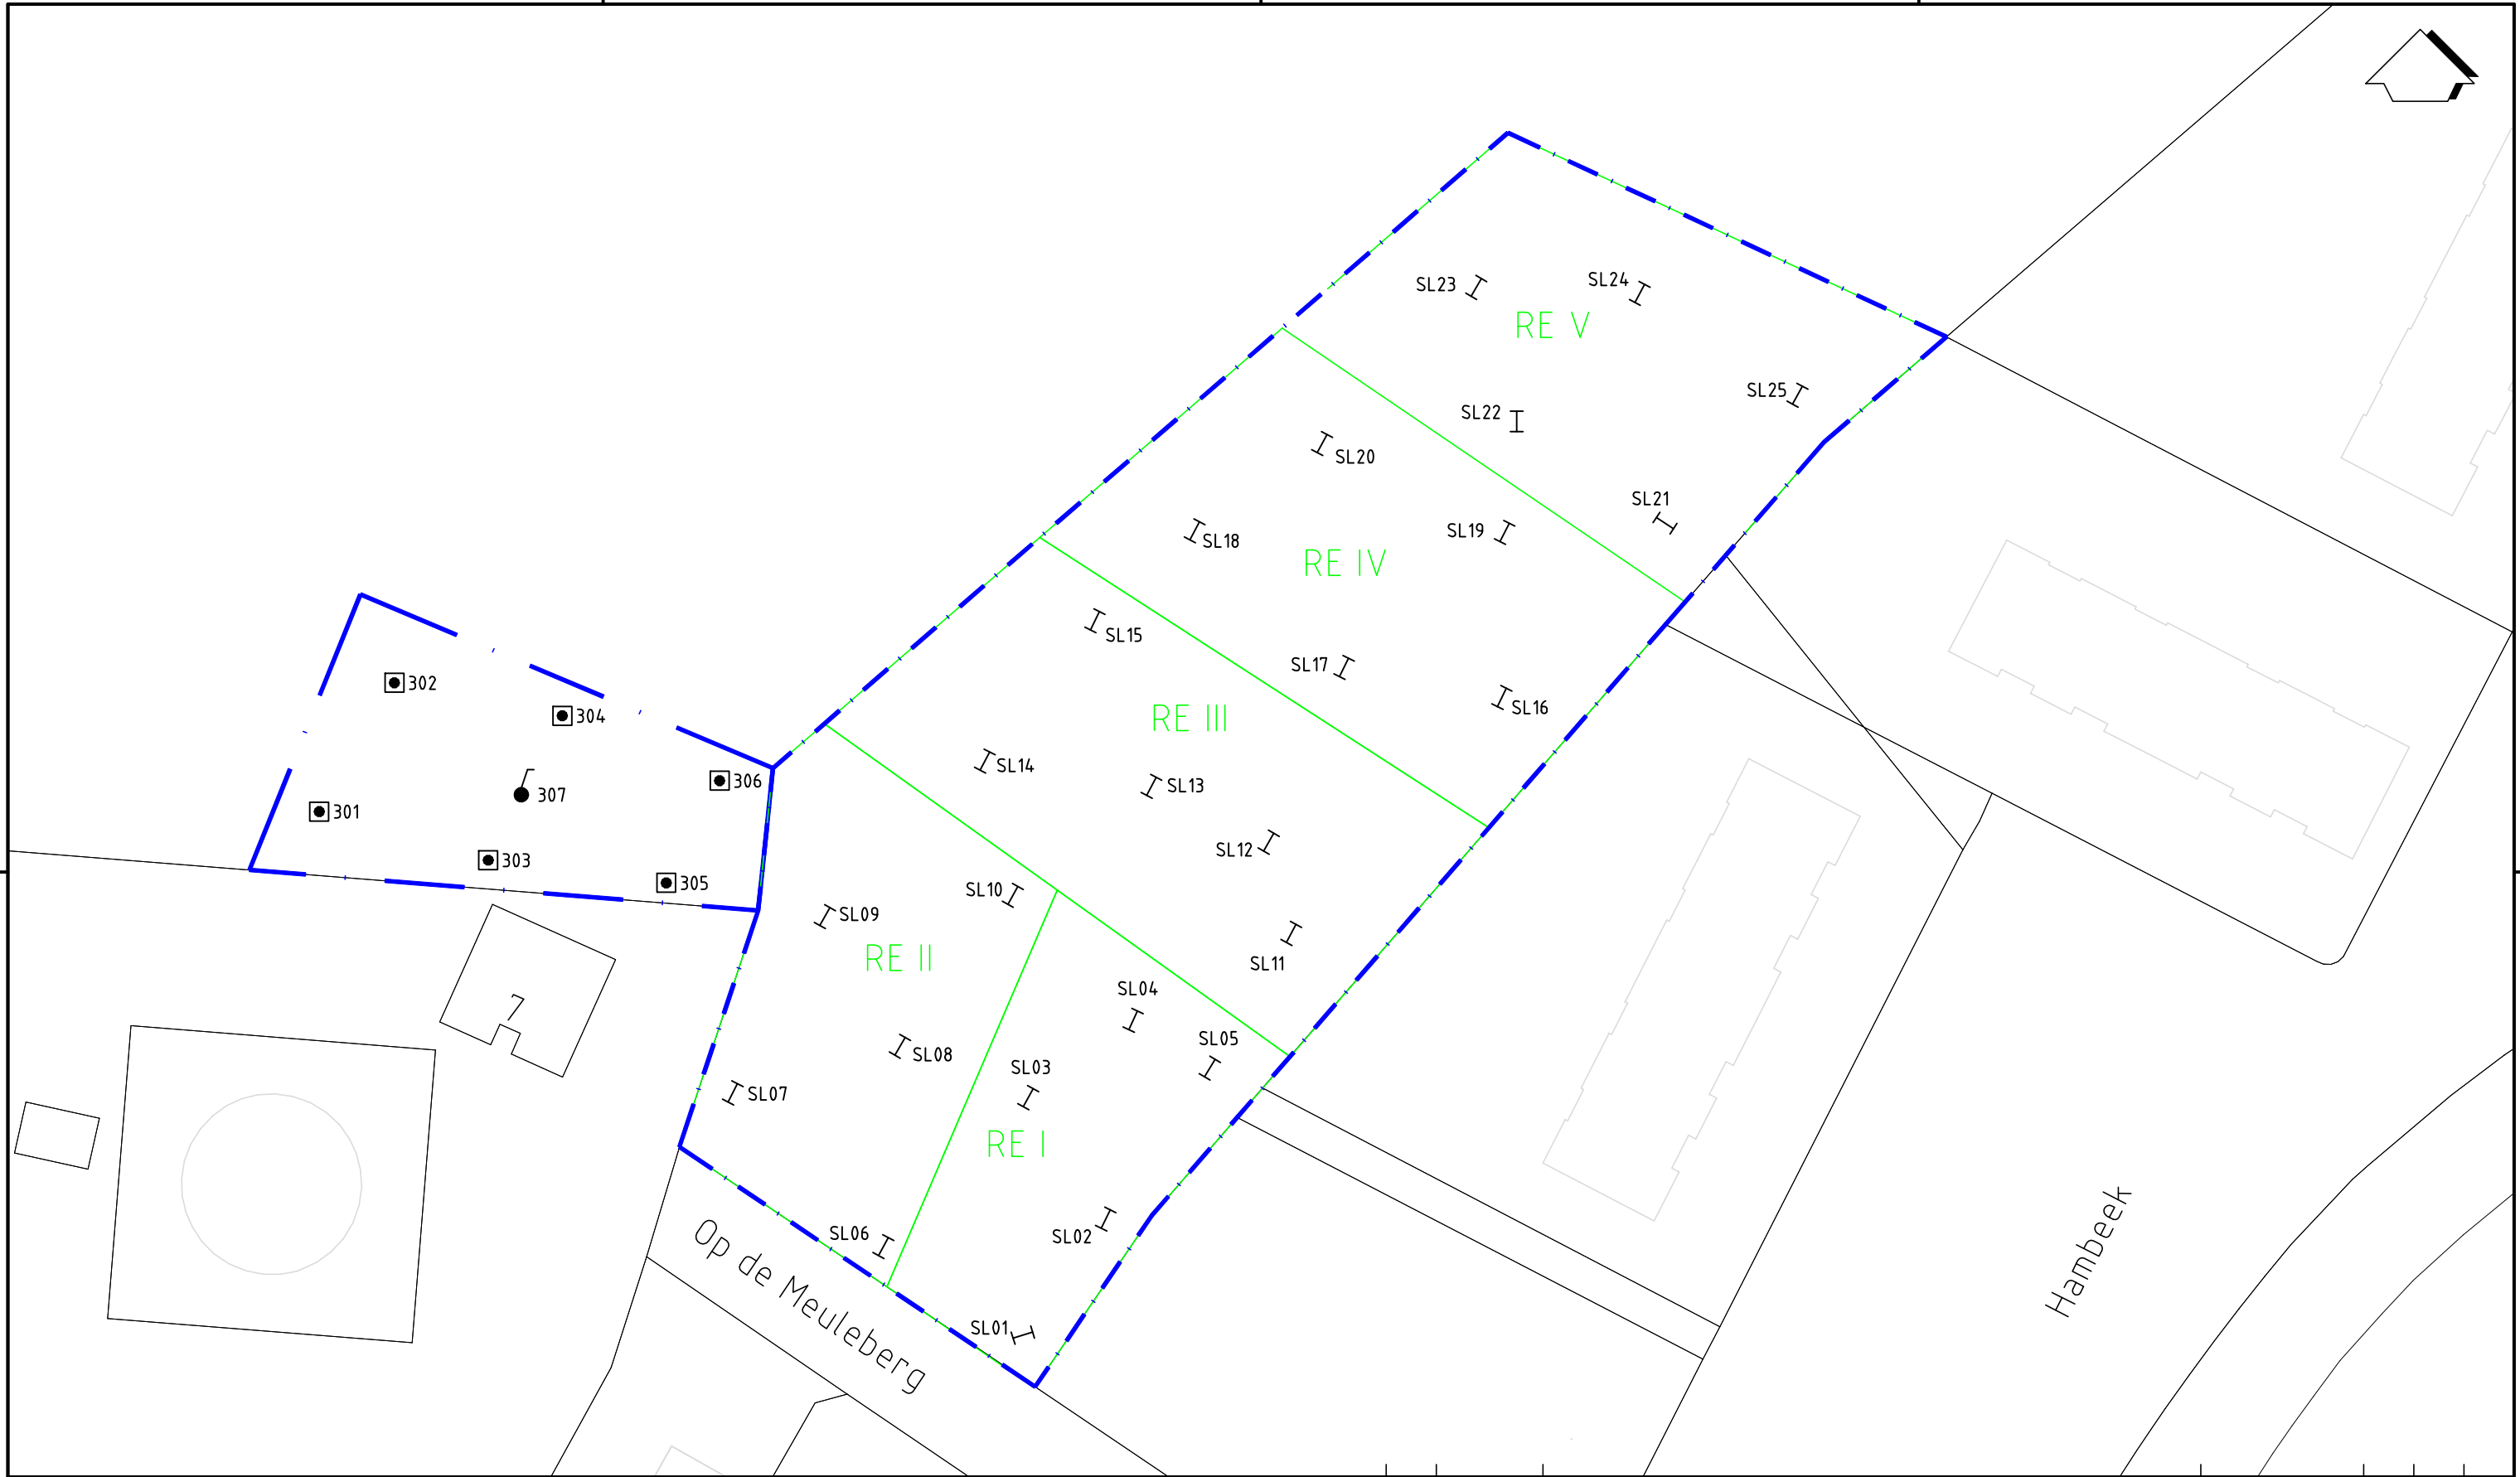 SL23
SL24
RE V
SL25
SL22
SL20
SL21
SL19
SL18
RE IV
SL15
SL17
302
SL16
304
RE III
SL14
306
SL13
307
301
SL12
303
305
SL10
SL09
RE II
SL11
SL04
7
SL05
SL08
SL03
SL07
RE I
SL06
SL02
Hambeek
Op de Meuleberg
SL01